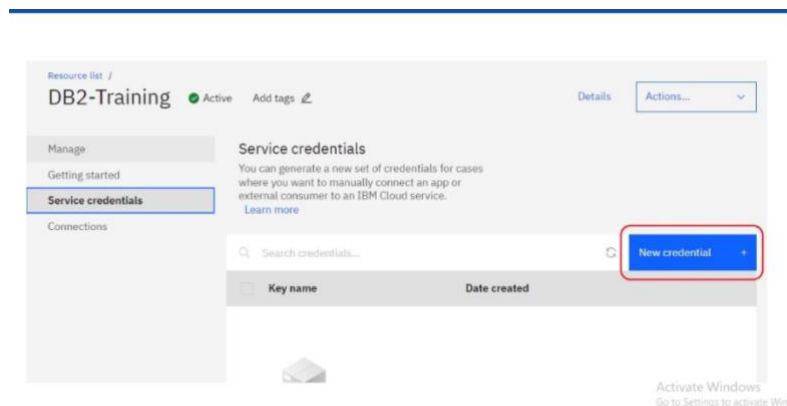 Resource list /
DB2-Training Active Add tags Details Actions...
Manage
Getting started
Service credentials
Connections
Service credentials
You can generate a new set of credentials for cases
where you want to manually connect an app or
external consumer to an IBM Cloud service.
Learn more
Search credentials... New credential +
Key name Date created
Activate Windows
Go to Settings to activate Win